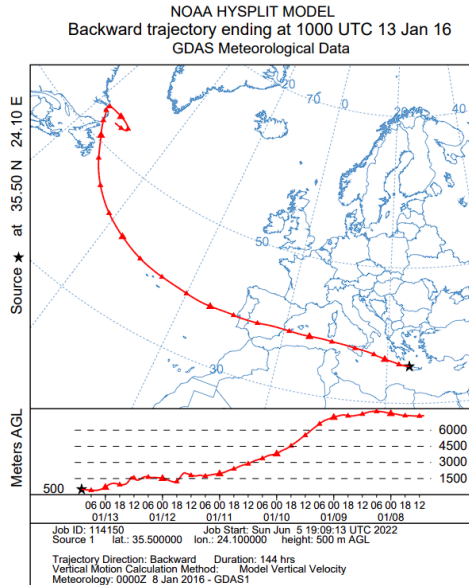 NOAA HYSPLIT MODEL
Backward trajectory ending at 1000 UTC 13 Jan 16
GDAS Meteorological Data
Source ★ at 35.50 N 24.10 E
20
70
0
20
40
50
30
Meters AGL
6000
4500
3000
1500
500
06 00 18 12 06 00 18 12 06 00 18 12 06 00 18 12 06 00 18 12 06 00 18 12
01/13 01/12 01/11 01/10 01/09 01/08
Job ID: 114150 Job Start: Sun Jun 5 19:09:13 UTC 2022
Source 1 lat.: 35.500000 lon.: 24.100000 height: 500 m AGL
Trajectory Direction: Backward Duration: 144 hrs
Vertical Motion Calculation Method: Model Vertical Velocity
Meteorology: 0000Z 8 Jan 2016 - GDAS1